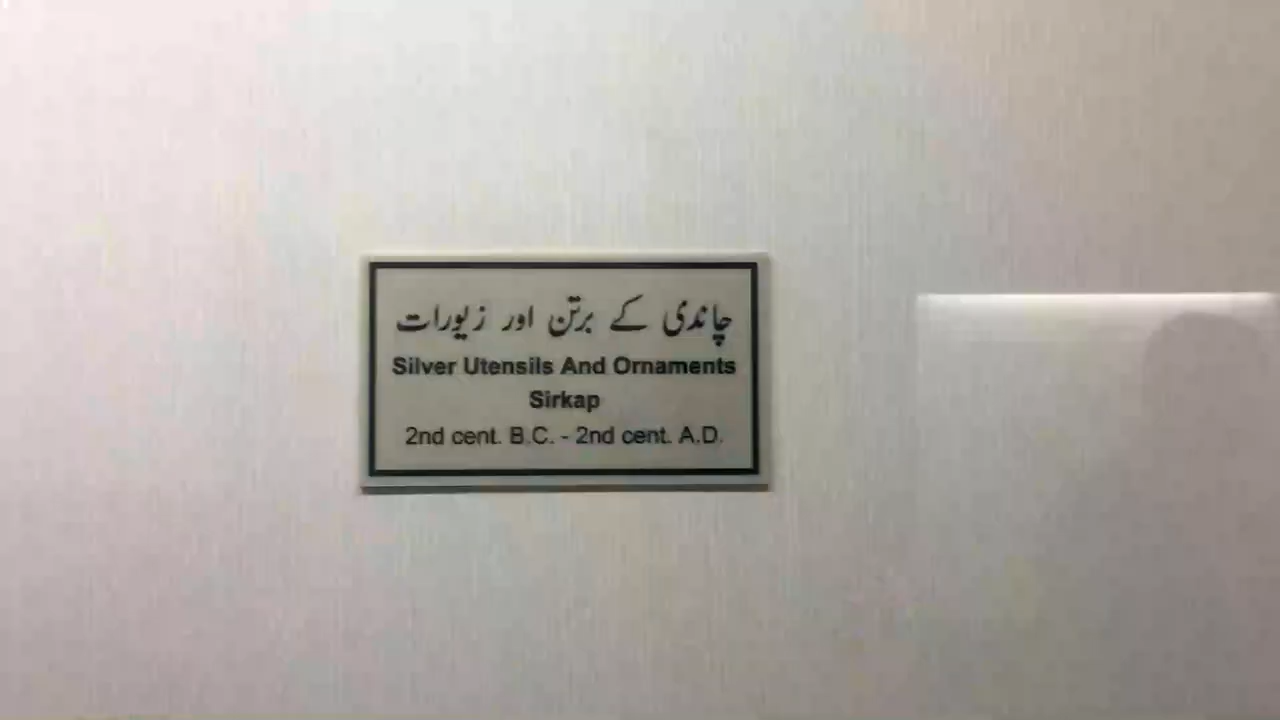 چاندی کے برتن اور زیورات
Silver Utensils And Ornaments
Sirkap
2nd cent. B.C. - 2nd cent. A.D.